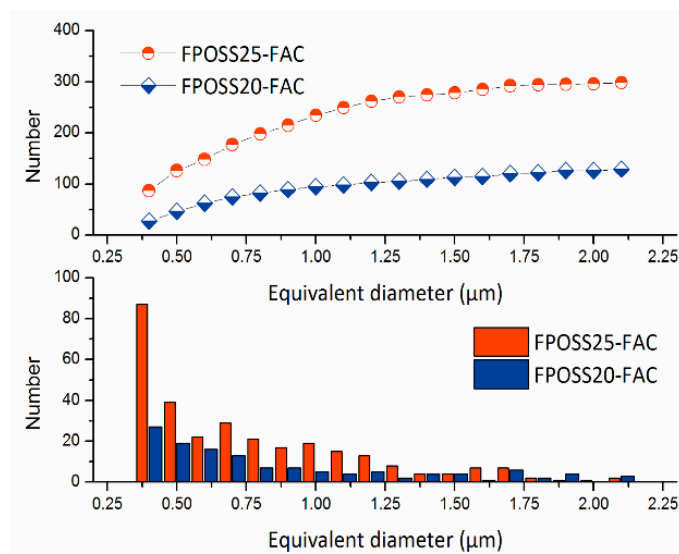 400
300
200
100
0
Number
FPOSS25-FAC
FPOSS20-FAC
0.25 0.50 0.75 1.00 1.25 1.50 1.75 2.00 2.25
Equivalent diameter (μm)
100
80
60
40
20
0
Number
FPOSS25-FAC
FPOSS20-FAC
0.25 0.50 0.75 1.00 1.25 1.50 1.75 2.00 2.25
Equivalent diameter (μm)